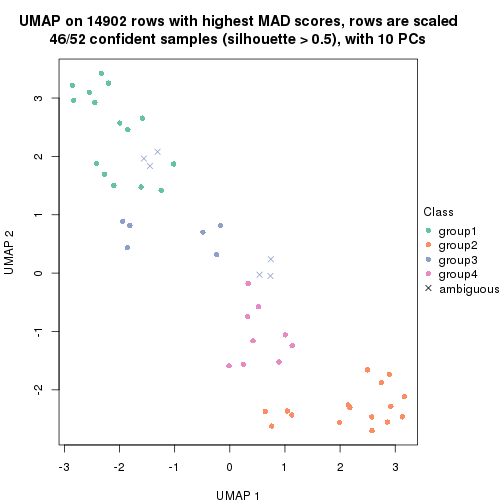 UMAP on 14902 rows with highest MAD scores, rows are scaled
46/52 confident samples (silhouette > 0.5), with 10 PCs
3
2
1
0
-1
-2
UMAP 2
-3
-2
-1
0
1
2
3
UMAP 1
Class
group1
group2
group3
group4
ambiguous